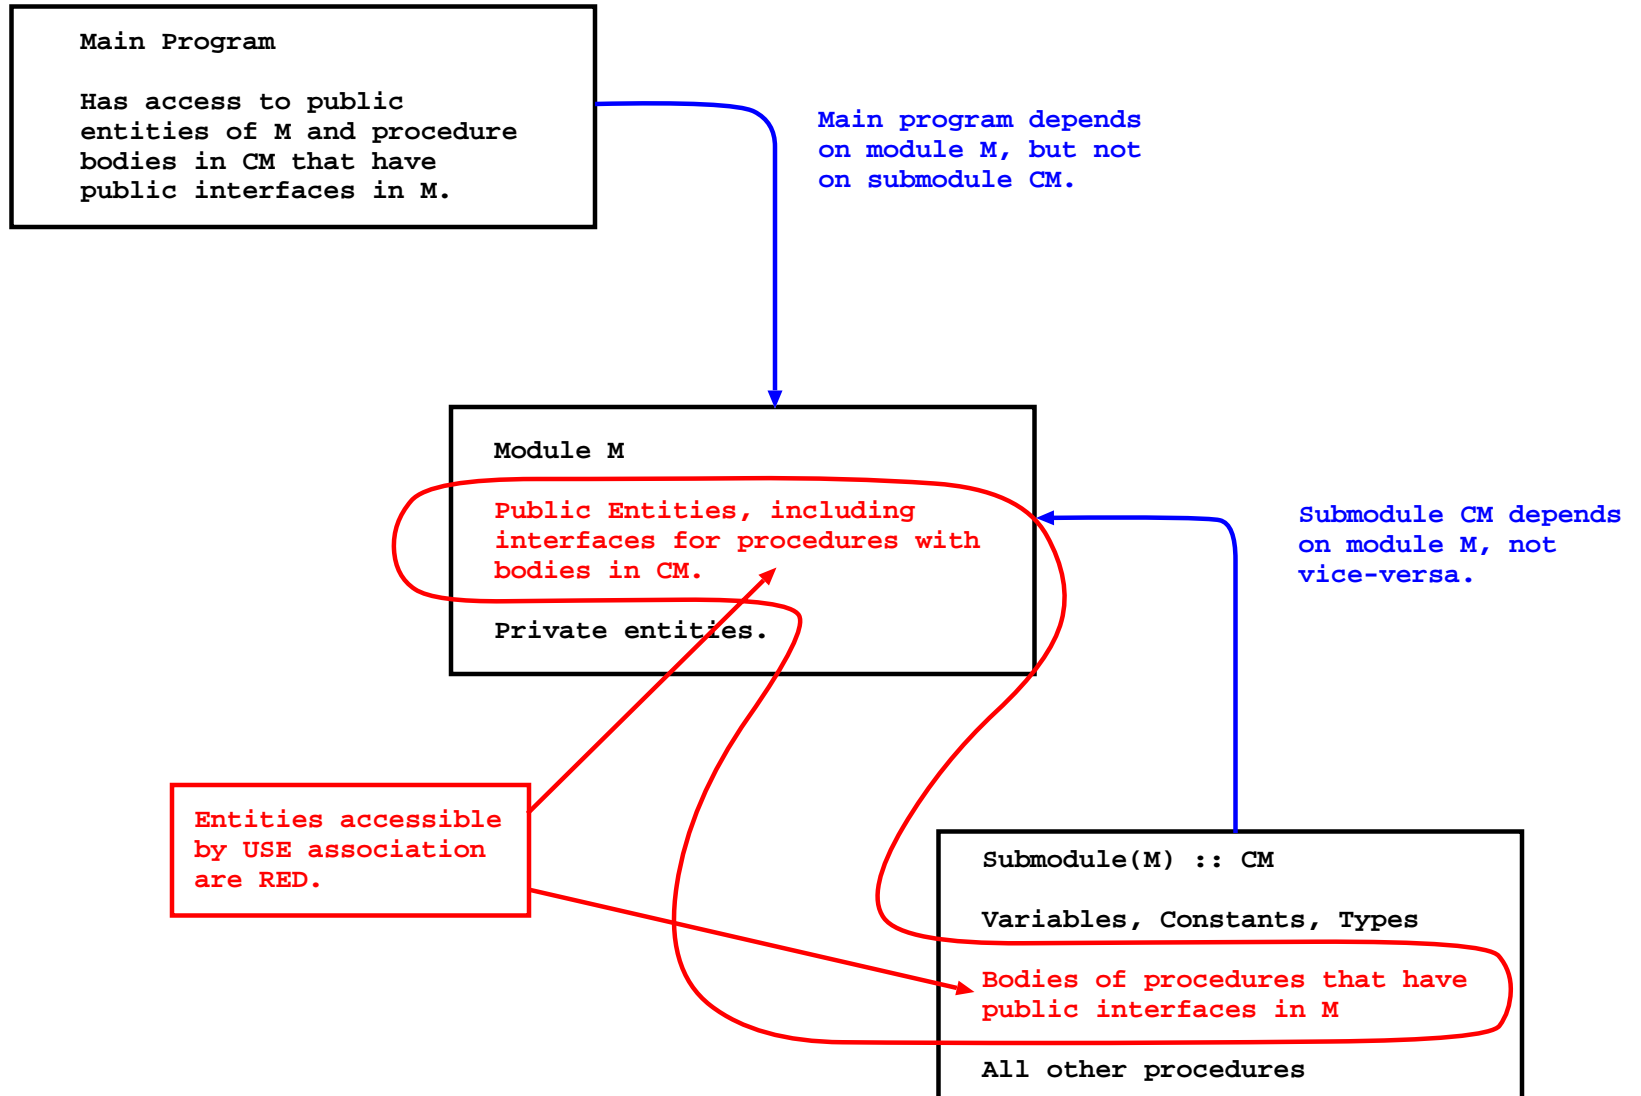 Main Program
Has access to public
entities of M and procedure
bodies in CM that have
public interfaces in M.
Main program depends
on module M, but not
on submodule CM.
Module M
Public Entities, including
interfaces for procedures with
bodies in CM.
Private entities.
Submodule CM depends
on module M, not
vice-versa.
Entities accessible
by USE association
are RED.
Submodule(M) :: CM
Variables, Constants, Types
Bodies of procedures that have
public interfaces in M
All other procedures